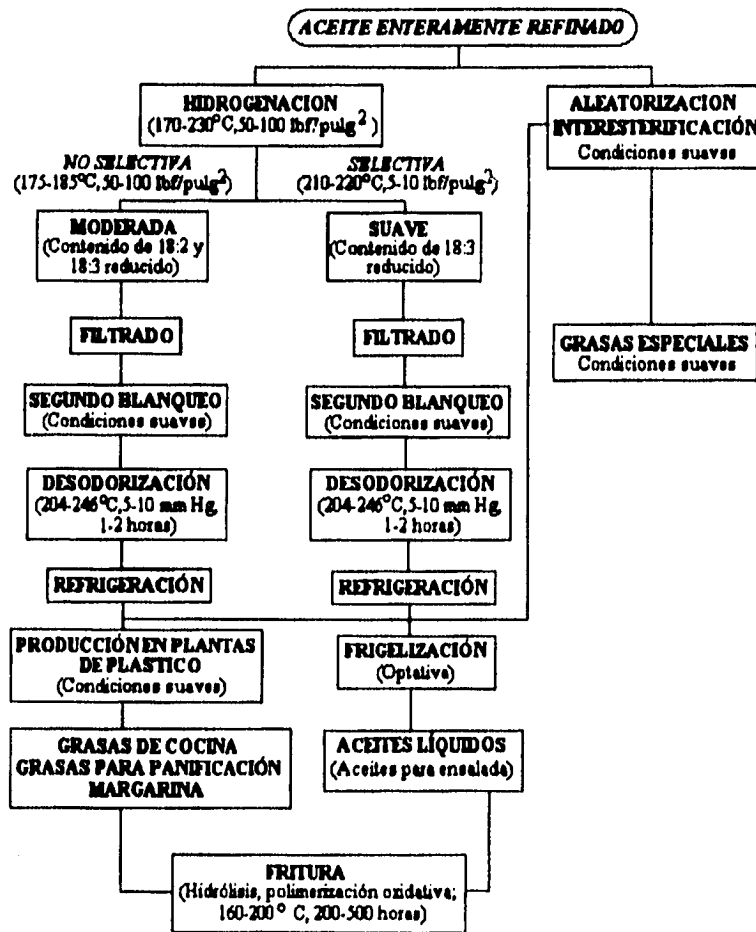 ACEITE ENTERAMENTE REFINADO
HIDROGENACION
(170-230°C,50-100 lbf/pulg²)
ALEATORIZACION
INTERESTERIFICACIÓN
Condiciones suaves
NO SELECTIVA
(175-185°C,50-100 lbf/pulg²)
SELECTIVA
(210-220°C,5-10 lbf/pulg²)
MODERADA
(Contenido de 18:2 y
18:3 reducido)
SUAVE
(Contenido de 18:3
reducido)
FILTRADO
FILTRADO
GRASAS ESPECIALES
Condiciones suaves
SEGUNDO BLANQUEO
(Condiciones suaves)
SEGUNDO BLANQUEO
(Condiciones suaves)
DESODORIZACIÓN
(204-246°C,5-10 mm Hg,
1-2 horas)
DESODORIZACIÓN
(204-246°C,5-10 mm Hg,
1-2 horas)
REFRIGERACIÓN
REFRIGERACIÓN
PRODUCCIÓN EN PLANTAS
DE PLASTICO
(Condiciones suaves)
FRIGELIZACIÓN
(Optativa)
GRASAS DE COCINA
GRASAS PARA PANIFICACIÓN
MARGARINA
ACEITES LÍQUIDOS
(Aceites para ensalada)
FRITURA
(Hidrólisis, polimerización oxidativa;
160-200° C, 200-500 horas)